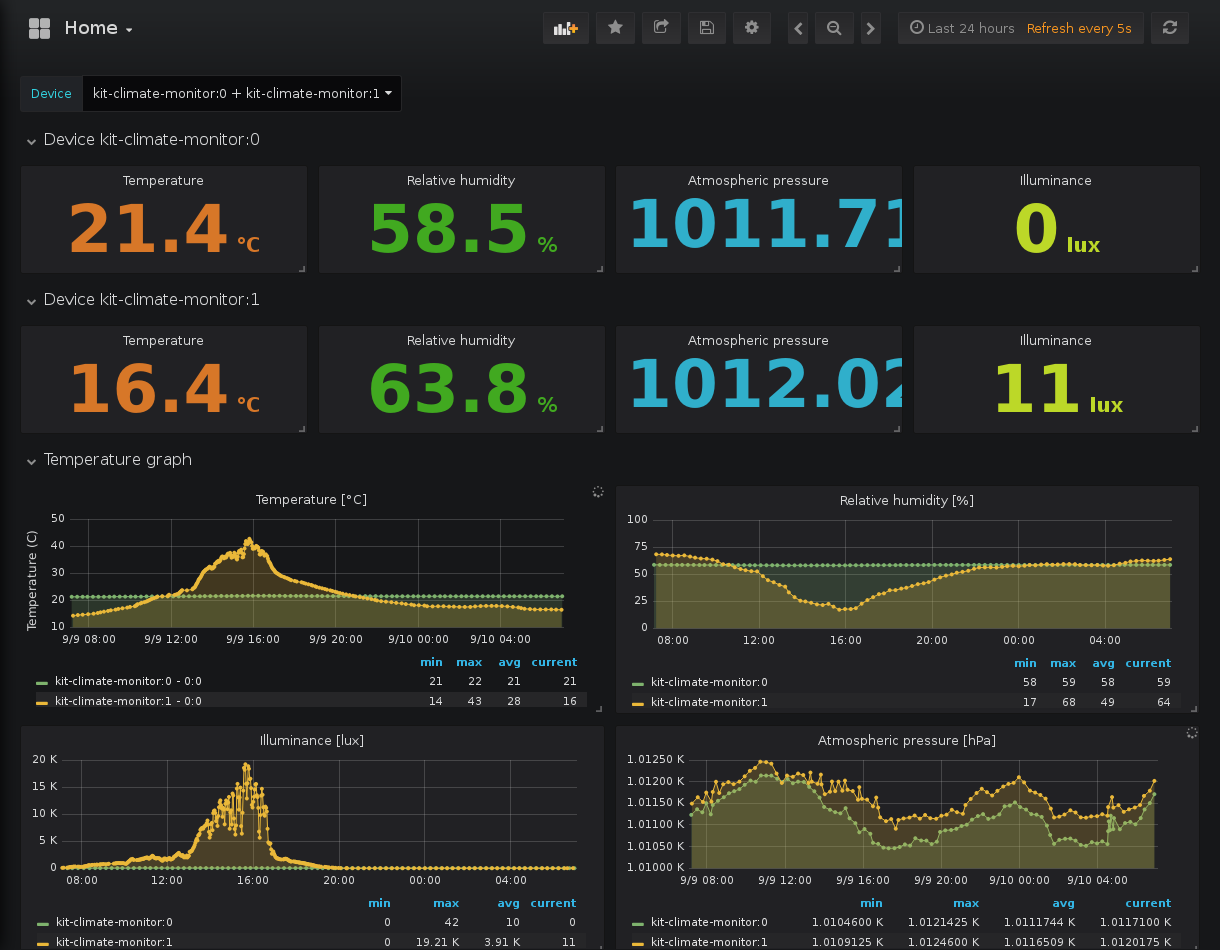 Home
Last 24 hours Refresh every 5s
Device kit-climate-monitor:0 + kit-climate-monitor:1
Device kit-climate-monitor:0
Temperature Relative humidity Atmospheric pressure Illuminance
21.4 °C 58.5 % 1011.71 0 lux
Device kit-climate-monitor:1
Temperature Relative humidity Atmospheric pressure Illuminance
16.4 °C 63.8 % 1012.02 11 lux
Temperature graph
Temperature [°C]
Temperature (C)
50
40
30
20
10
9/9 08:00 9/9 12:00 9/9 16:00 9/9 20:00 9/10 00:00 9/10 04:00
min max avg current
kit-climate-monitor:0 - 0:0 21 22 21 21
kit-climate-monitor:1 - 0:0 14 43 28 16
Relative humidity [%]
100
75
50
25
0
08:00 12:00 16:00 20:00 00:00 04:00
min max avg current
kit-climate-monitor:0 58 59 58 59
kit-climate-monitor:1 17 68 49 64
Illuminance [lux]
20 K
15 K
10 K
5 K
0
08:00 12:00 16:00 20:00 00:00 04:00
min max avg current
kit-climate-monitor:0 0 42 10 0
kit-climate-monitor:1 0 19.21 K 3.91 K 11
Atmospheric pressure [hPa]
1.01250 K
1.01200 K
1.01150 K
1.01100 K
1.01050 K
1.01000 K
9/9 08:00 9/9 12:00 9/9 16:00 9/9 20:00 9/10 00:00 9/10 04:00
min max avg current
kit-climate-monitor:0 1.0104600 K 1.0121425 K 1.0111744 K 1.0117100 K
kit-climate-monitor:1 1.0109125 K 1.0124600 K 1.0116509 K 1.0120175 K